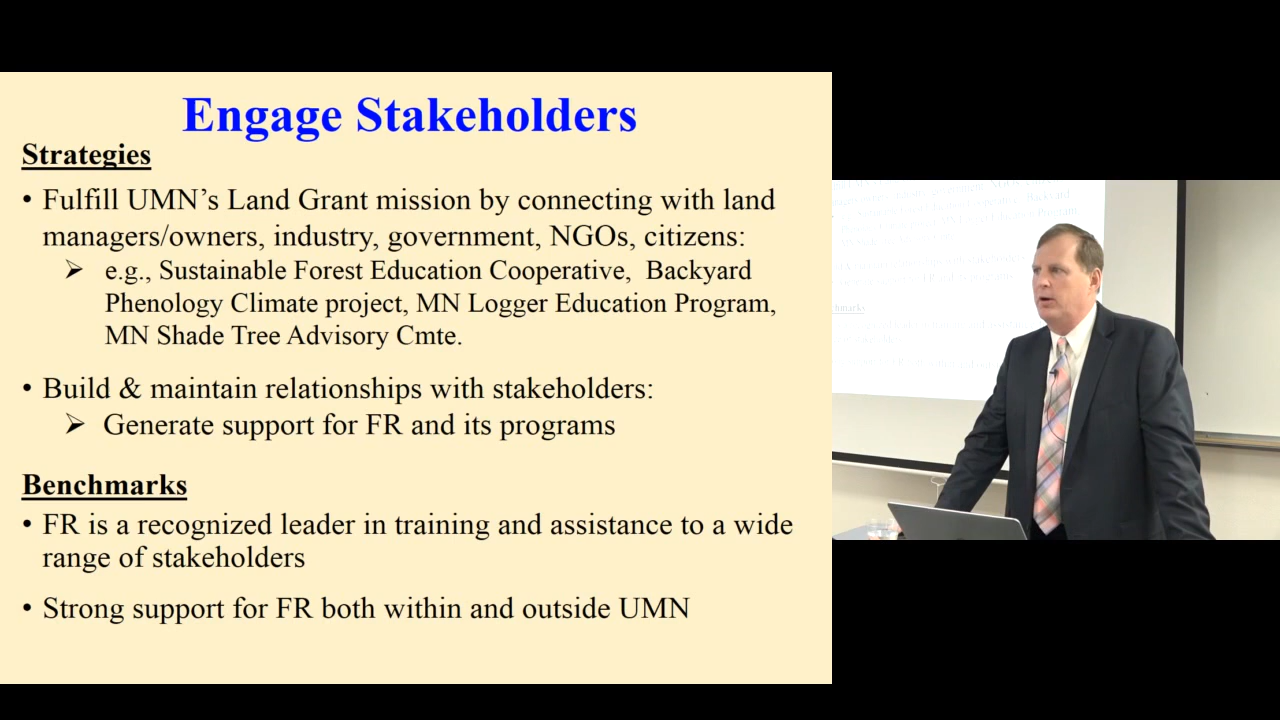 Engage Stakeholders
Strategies
• Fulfill UMN’s Land Grant mission by connecting with land
managers/owners, industry, government, NGOs, citizens:
➢ e.g., Sustainable Forest Education Cooperative, Backyard
Phenology Climate project, MN Logger Education Program,
MN Shade Tree Advisory Cmte.
• Build & maintain relationships with stakeholders:
➢ Generate support for FR and its programs
Benchmarks
• FR is a recognized leader in training and assistance to a wide
range of stakeholders
• Strong support for FR both within and outside UMN